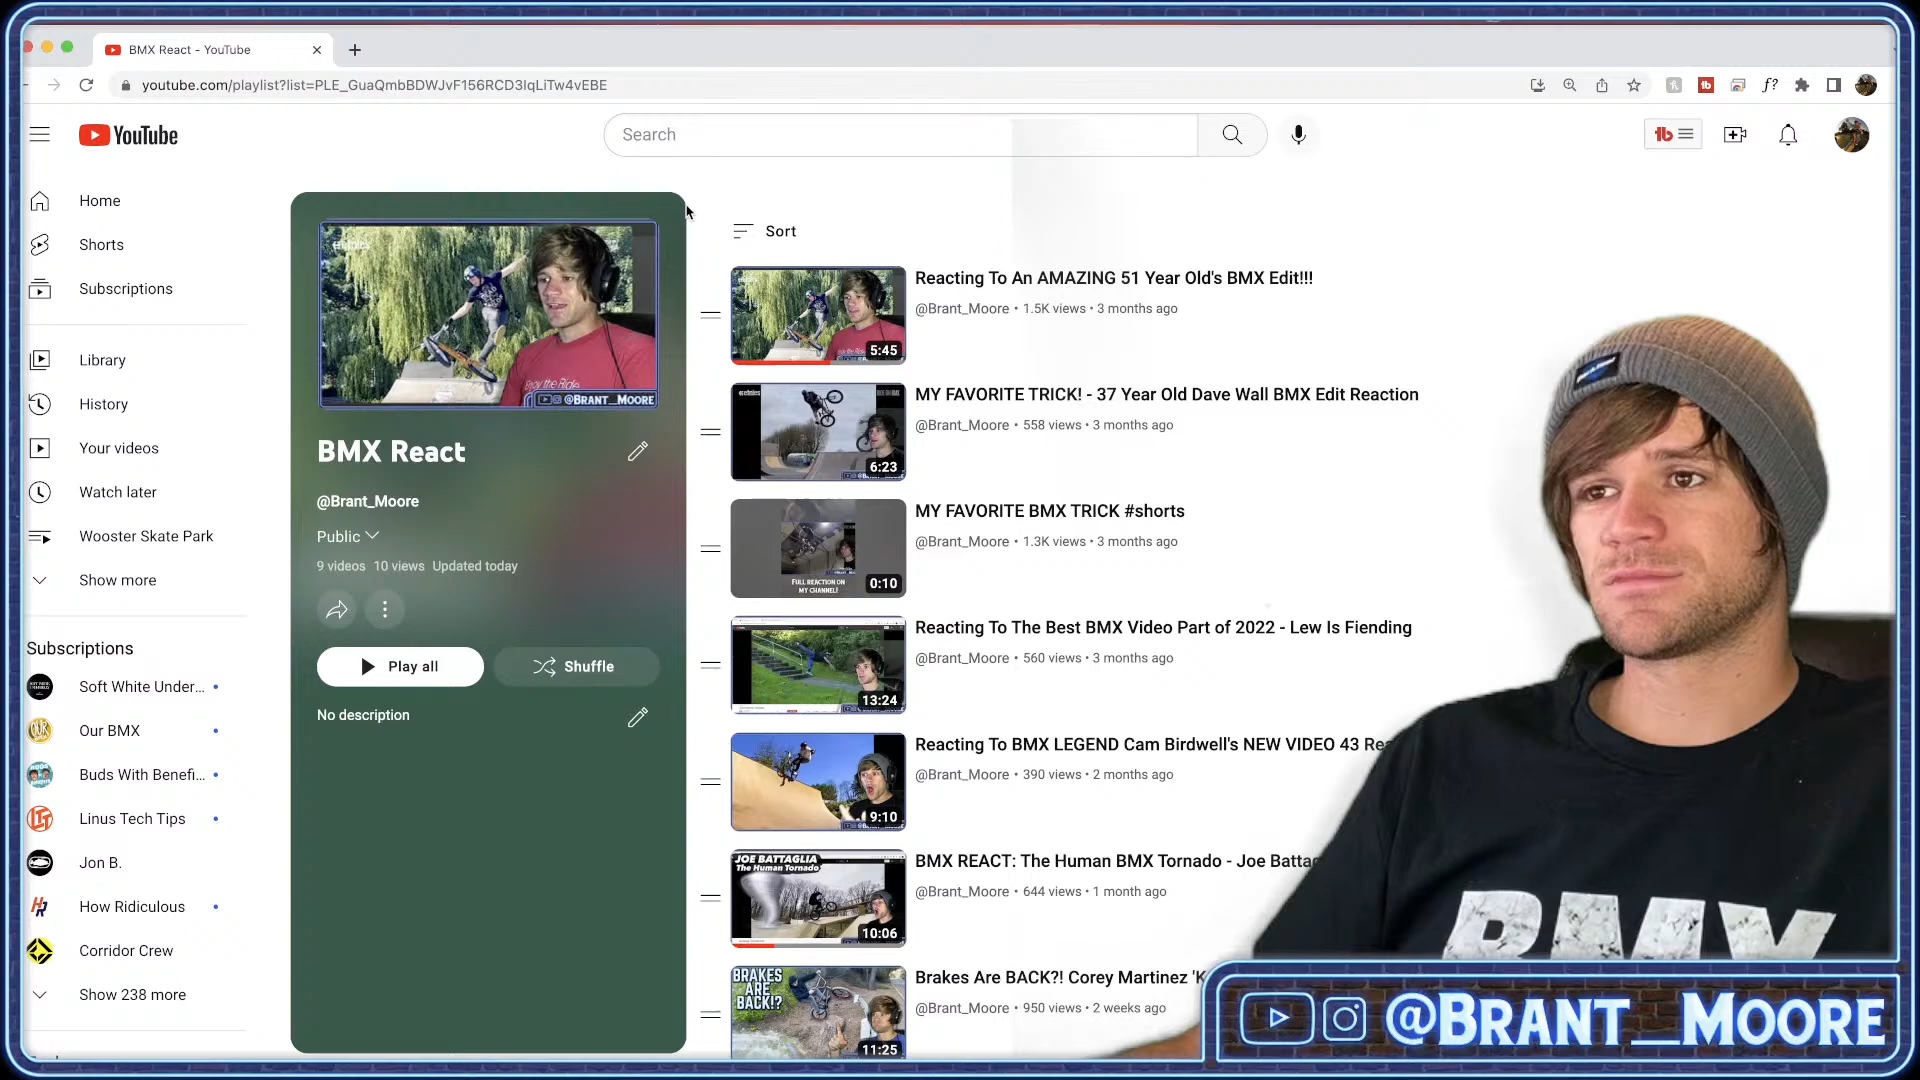 BMX React - YouTube
youtube.com/playlist?list=PLE_GuaQmbBDWJvF156RCD3IqLiTw4vEBE
f?
YouTube
Search
Home
Shorts
Subscriptions
Library
History
Your videos
Watch later
Wooster Skate Park
Show more
Subscriptions
Soft White Under...
Our BMX
Buds With Benefi...
Linus Tech Tips
Jon B.
How Ridiculous
Corridor Crew
Show 238 more
etnies
Enjoy the Ride
@BRANT_MOORE
BMX React
@Brant_Moore
Public
9 videos 10 views Updated today
Play all
Shuffle
No description
Sort
5:45
Reacting To An AMAZING 51 Year Old's BMX Edit!!!
@Brant_Moore • 1.5K views • 3 months ago
6:23
MY FAVORITE TRICK! - 37 Year Old Dave Wall BMX Edit Reaction
@Brant_Moore • 558 views • 3 months ago
FULL REACTION ON
MY CHANNEL!
0:10
MY FAVORITE BMX TRICK #shorts
@Brant_Moore • 1.3K views • 3 months ago
13:24
Reacting To The Best BMX Video Part of 2022 - Lew Is Fiending
@Brant_Moore • 560 views • 3 months ago
9:10
Reacting To BMX LEGEND Cam Birdwell's NEW VIDEO 43 Rea
@Brant_Moore • 390 views • 2 months ago
JOE BATTAGLIA
The Human Tornado
10:06
BMX REACT: The Human BMX Tornado - Joe Battag
@Brant_Moore • 644 views • 1 month ago
BRAKES
ARE
BACK!?
11:25
Brakes Are BACK?! Corey Martinez 'K
@Brant_Moore • 950 views • 2 weeks ago
BMX
@BRANT_MOORE